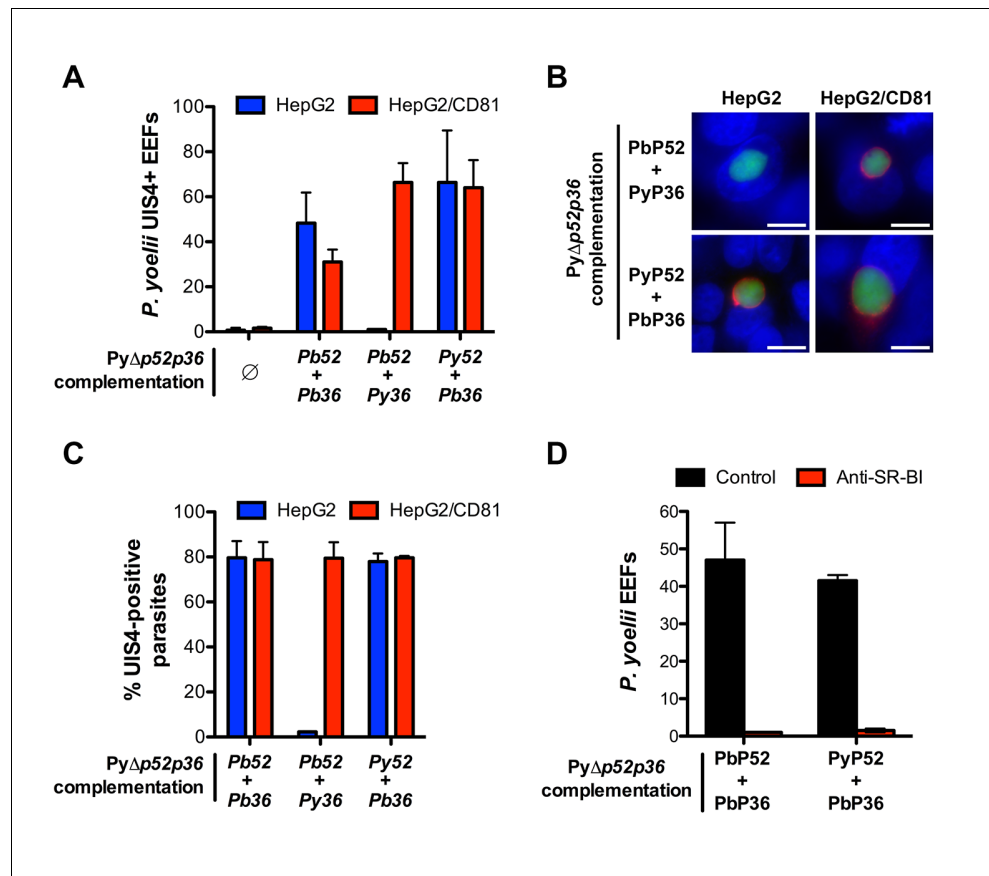 A
HepG2 HepG2/CD81
P. yoelii UIS4+ EEFs
100
80
60
40
20
0
PyΔp52p36
complementation
∅
Pb52
+
Pb36
Pb52
+
Py36
Py52
+
Pb36
B
HepG2 HepG2/CD81
PyΔp52p36
complementation
PbP52
+
PyP36
PyP52
+
PbP36
C
HepG2 HepG2/CD81
% UIS4-positive
parasites
100
80
60
40
20
0
PyΔp52p36
complementation
Pb52
+
Pb36
Pb52
+
Py36
Py52
+
Pb36
D
Control Anti-SR-BI
P. yoelii EEFs
60
50
40
30
20
10
0
PyΔp52p36
complementation
PbP52
+
PbP36
PyP52
+
PbP36